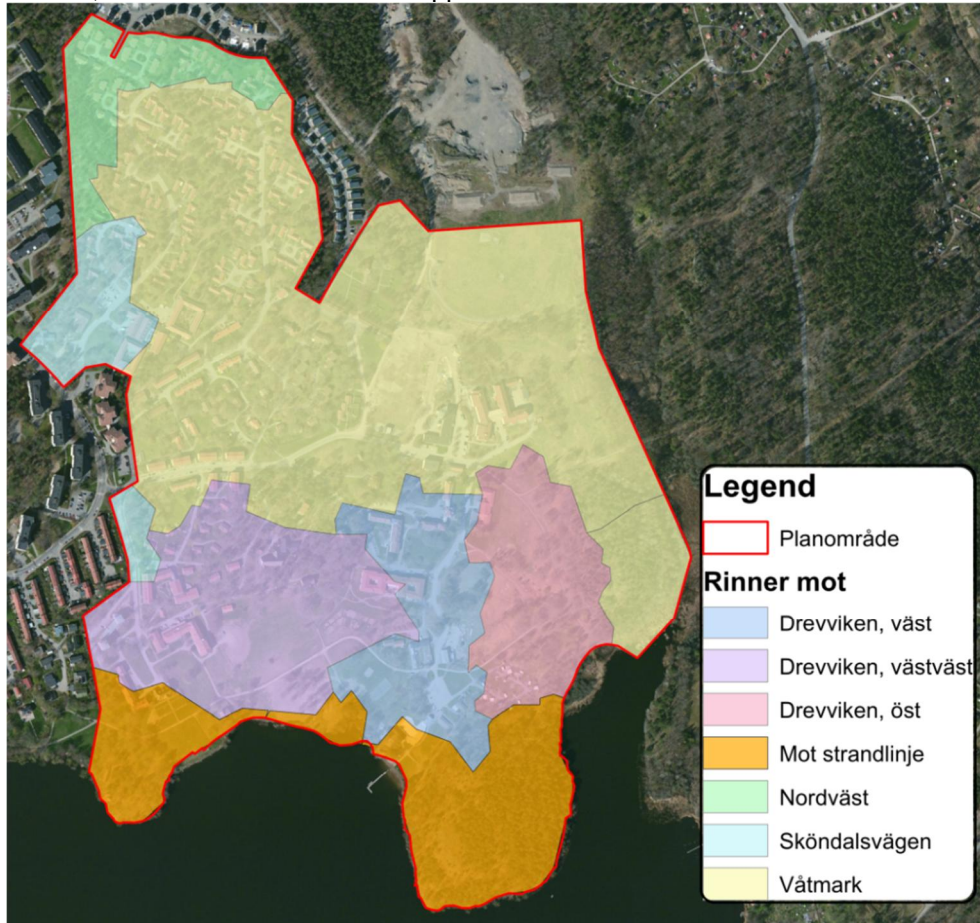 Legend
Planområde
Rinner mot
Drevviken, väst
Drevviken, västväst
Drevviken, öst
Mot strandlinje
Nordväst
Sköndalsvägen
Våtmark